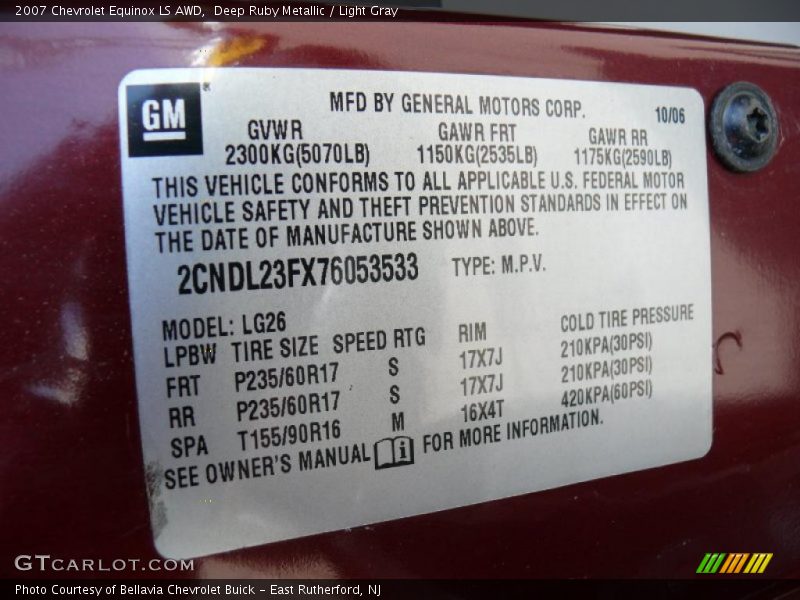 2007 Chevrolet Equinox LS AWD, Deep Ruby Metallic / Light Gray
GM
MFD BY GENERAL MOTORS CORP. 10/06
GVWR GAWR FRT GAWR RR
2300KG(5070LB) 1150KG(2535LB) 1175KG(2590LB)
THIS VEHICLE CONFORMS TO ALL APPLICABLE U.S. FEDERAL MOTOR
VEHICLE SAFETY AND THEFT PREVENTION STANDARDS IN EFFECT ON
THE DATE OF MANUFACTURE SHOWN ABOVE.
2CNDL23FX76053533 TYPE: M.P.V.
MODEL: LG26
LPBW TIRE SIZE SPEED RTG RIM COLD TIRE PRESSURE
FRT P235/60R17 S 17X7J 210KPA(30PSI)
RR P235/60R17 S 17X7J 210KPA(30PSI)
SPA T155/90R16 M 16X4T 420KPA(60PSI)
SEE OWNER'S MANUAL i FOR MORE INFORMATION.
GTCARLOT.COM
Photo Courtesy of Bellavia Chevrolet Buick - East Rutherford, NJ